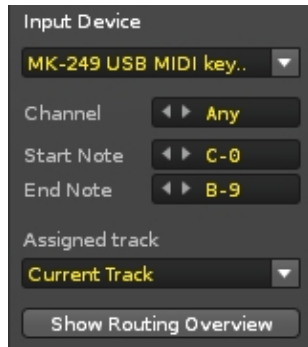 Input Device
MK-249 USB MIDI key..
Channel Any
Start Note C-0
End Note B-9
Assigned track
Current Track
Show Routing Overview